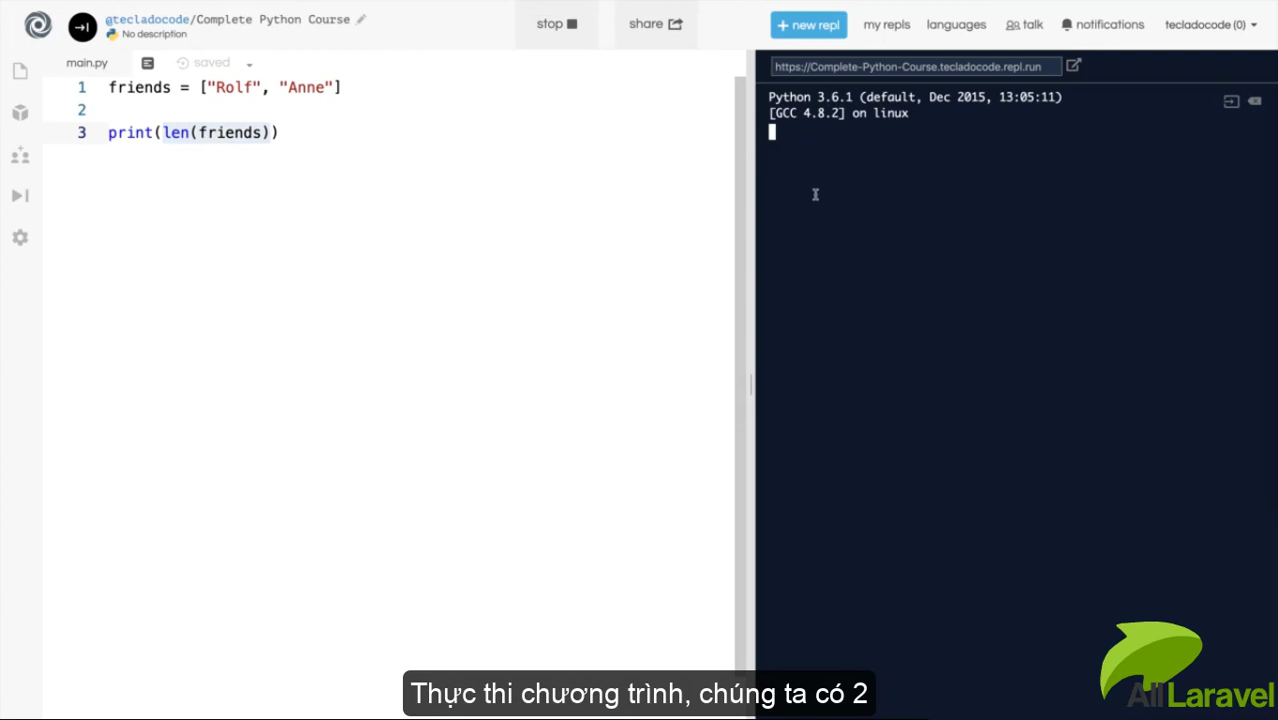 @tecladocode/Complete Python Course
No description
stop
share
+ new repl
my repls
languages
talk
notifications
tecladocode (0)
main.py
saved
https://Complete-Python-Course.tecladocode.repl.run
1 friends = ["Rolf", "Anne"]
2
3 print(len(friends))
Python 3.6.1 (default, Dec 2015, 13:05:11)
[GCC 4.8.2] on linux
Thực thi chương trình, chúng ta có 2
AllLaravel